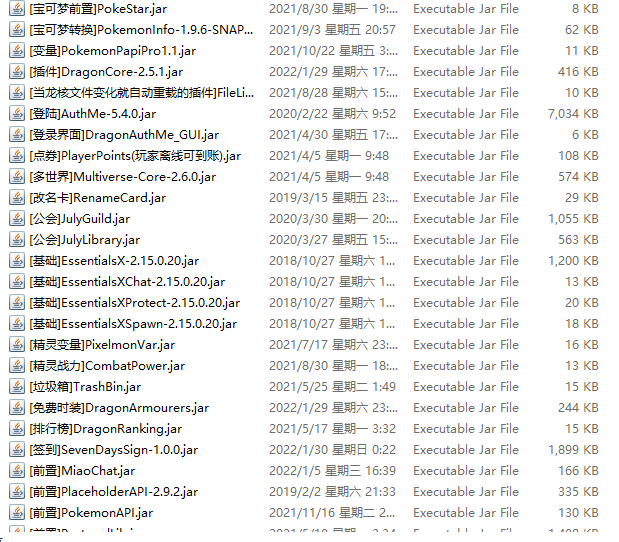 [宝可梦前置]PokeStar.jar 2021/8/30 星期一 19:... Executable Jar File 8 KB
[宝可梦转换]PokemonInfo-1.9.6-SNAP... 2021/9/3 星期五 20:57 Executable Jar File 62 KB
[变量]PokemonPapiPro1.1.jar 2021/10/22 星期五 3:... Executable Jar File 11 KB
[插件]DragonCore-2.5.1.jar 2022/1/29 星期六 17:... Executable Jar File 416 KB
[当龙核文件变化就自动重载的插件]FileLi... 2021/8/28 星期六 15:... Executable Jar File 10 KB
[登陆]AuthMe-5.4.0.jar 2020/2/22 星期六 9:52 Executable Jar File 7,034 KB
[登录界面]DragonAuthMe_GUI.jar 2021/4/30 星期五 17:... Executable Jar File 6 KB
[点券]PlayerPoints(玩家离线可到账).jar 2021/4/5 星期一 9:48 Executable Jar File 108 KB
[多世界]Multiverse-Core-2.6.0.jar 2021/4/5 星期一 9:48 Executable Jar File 574 KB
[改名卡]RenameCard.jar 2019/3/15 星期五 23:... Executable Jar File 29 KB
[公会]JulyGuild.jar 2020/3/30 星期一 20:... Executable Jar File 1,055 KB
[公会]JulyLibrary.jar 2020/3/27 星期五 15:... Executable Jar File 563 KB
[基础]EssentialsX-2.15.0.20.jar 2018/10/27 星期六 1... Executable Jar File 1,200 KB
[基础]EssentialsXChat-2.15.0.20.jar 2018/10/27 星期六 1... Executable Jar File 13 KB
[基础]EssentialsXProtect-2.15.0.20.jar 2018/10/27 星期六 1... Executable Jar File 20 KB
[基础]EssentialsXSpawn-2.15.0.20.jar 2018/10/27 星期六 1... Executable Jar File 18 KB
[精灵变量]PixelmonVar.jar 2021/7/17 星期六 23:... Executable Jar File 16 KB
[精灵战力]CombatPower.jar 2021/8/30 星期一 18:... Executable Jar File 13 KB
[垃圾箱]TrashBin.jar 2021/5/25 星期二 1:49 Executable Jar File 15 KB
[免费时装]DragonArmourers.jar 2022/1/29 星期六 23:... Executable Jar File 244 KB
[排行榜]DragonRanking.jar 2021/5/17 星期一 3:32 Executable Jar File 15 KB
[签到]SevenDaysSign-1.0.0.jar 2022/1/30 星期日 0:22 Executable Jar File 1,899 KB
[前置]MiaoChat.jar 2022/1/5 星期三 16:39 Executable Jar File 166 KB
[前置]PlaceholderAPI-2.9.2.jar 2019/2/2 星期六 21:33 Executable Jar File 335 KB
[前置]PokemonAPI.jar 2021/11/16 星期二 2... Executable Jar File 130 KB